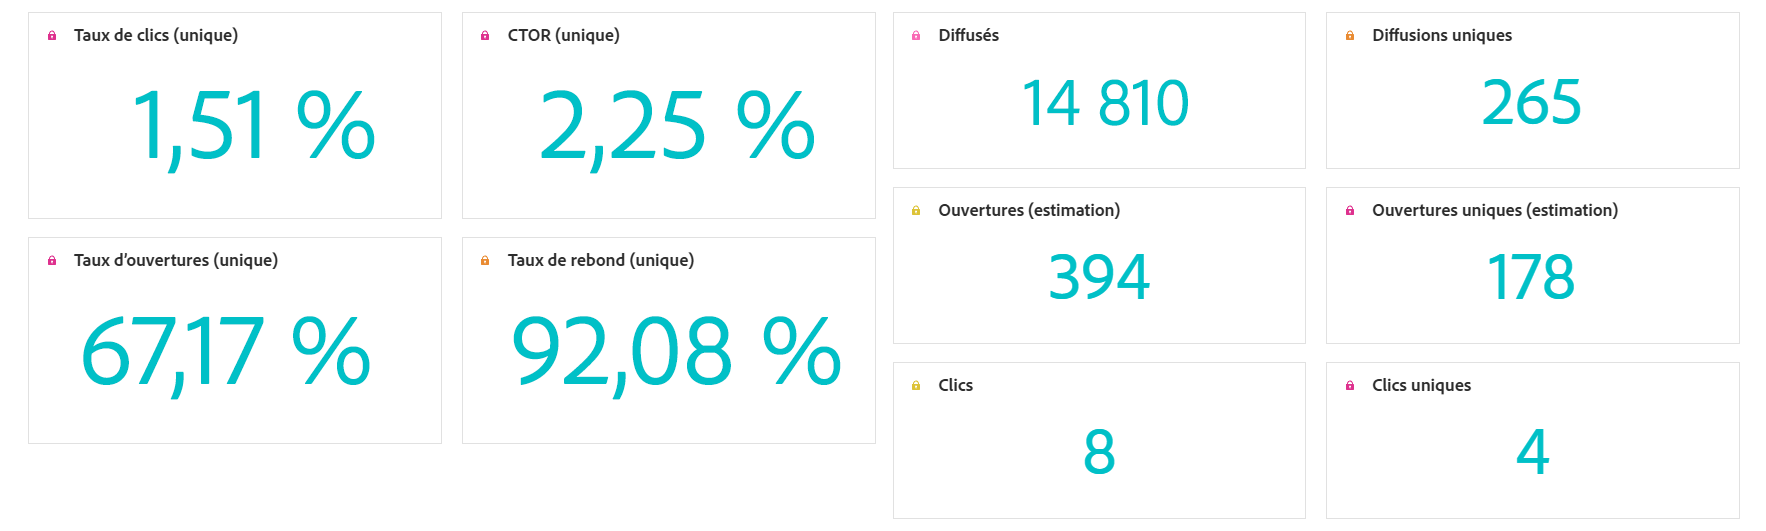 Taux de clics (unique)
1,51 %
CTOR (unique)
2,25 %
Diffusés
14 810
Diffusions uniques
265
Taux d’ouvertures (unique)
67,17 %
Taux de rebond (unique)
92,08 %
Ouvertures (estimation)
394
Ouvertures uniques (estimation)
178
Clics
8
Clics uniques
4